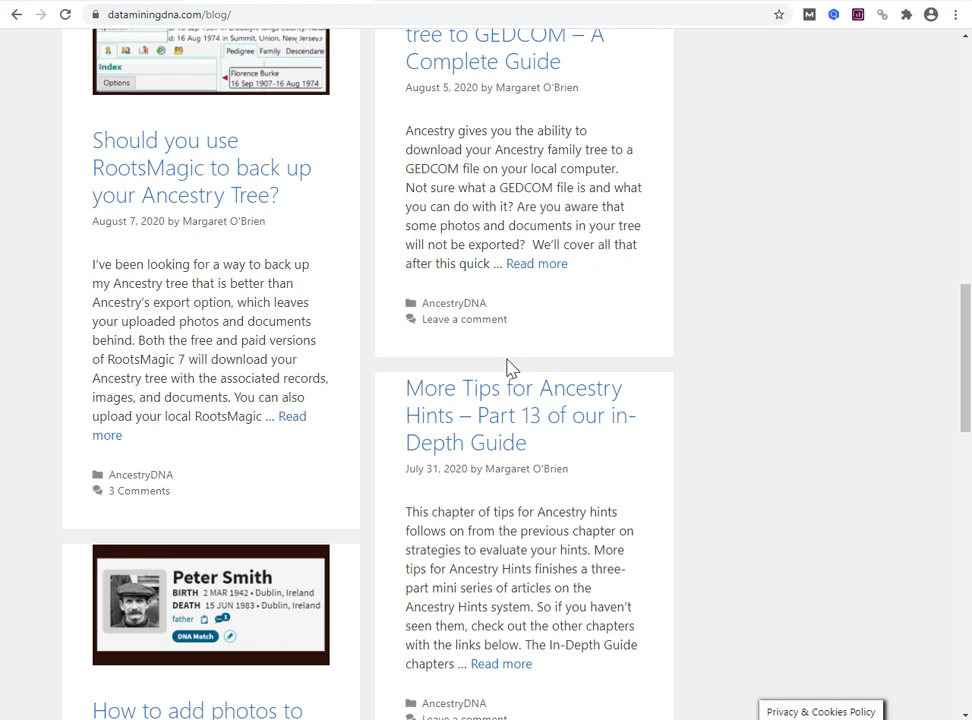 dataminingdna.com/blog/
d: 16 Aug 1974 in Summit, Union, New Jersey,
Pedigree Family Descendan
Index
Options
Florence Burke
16 Sep 1907-16 Aug 1974
Should you use
RootsMagic to back up
your Ancestry Tree?
August 7, 2020 by Margaret O'Brien
I've been looking for a way to back up
my Ancestry tree that is better than
Ancestry's export option, which leaves
your uploaded photos and documents
behind. Both the free and paid versions
of RootsMagic 7 will download your
Ancestry tree with the associated records,
images, and documents. You can also
upload your local RootsMagic ... Read
more
AncestryDNA
3 Comments
Peter Smith
BIRTH 2 MAR 1942 • Dublin, Ireland
DEATH 15 JUN 1983 • Dublin, Ireland
father 1
DNA Match
How to add photos to
tree to GEDCOM – A
Complete Guide
August 5, 2020 by Margaret O'Brien
Ancestry gives you the ability to
download your Ancestry family tree to a
GEDCOM file on your local computer.
Not sure what a GEDCOM file is and what
you can do with it? Are you aware that
some photos and documents in your tree
will not be exported?  We'll cover all that
after this quick ... Read more
AncestryDNA
Leave a comment
More Tips for Ancestry
Hints – Part 13 of our in-
Depth Guide
July 31, 2020 by Margaret O'Brien
This chapter of tips for Ancestry hints
follows on from the previous chapter on
strategies to evaluate your hints. More
tips for Ancestry Hints finishes a three-
part mini series of articles on the
Ancestry Hints system. So if you haven't
seen them, check out the other chapters
with the links below. The In-Depth Guide
chapters ... Read more
AncestryDNA
Leave a comment
Privacy & Cookies Policy